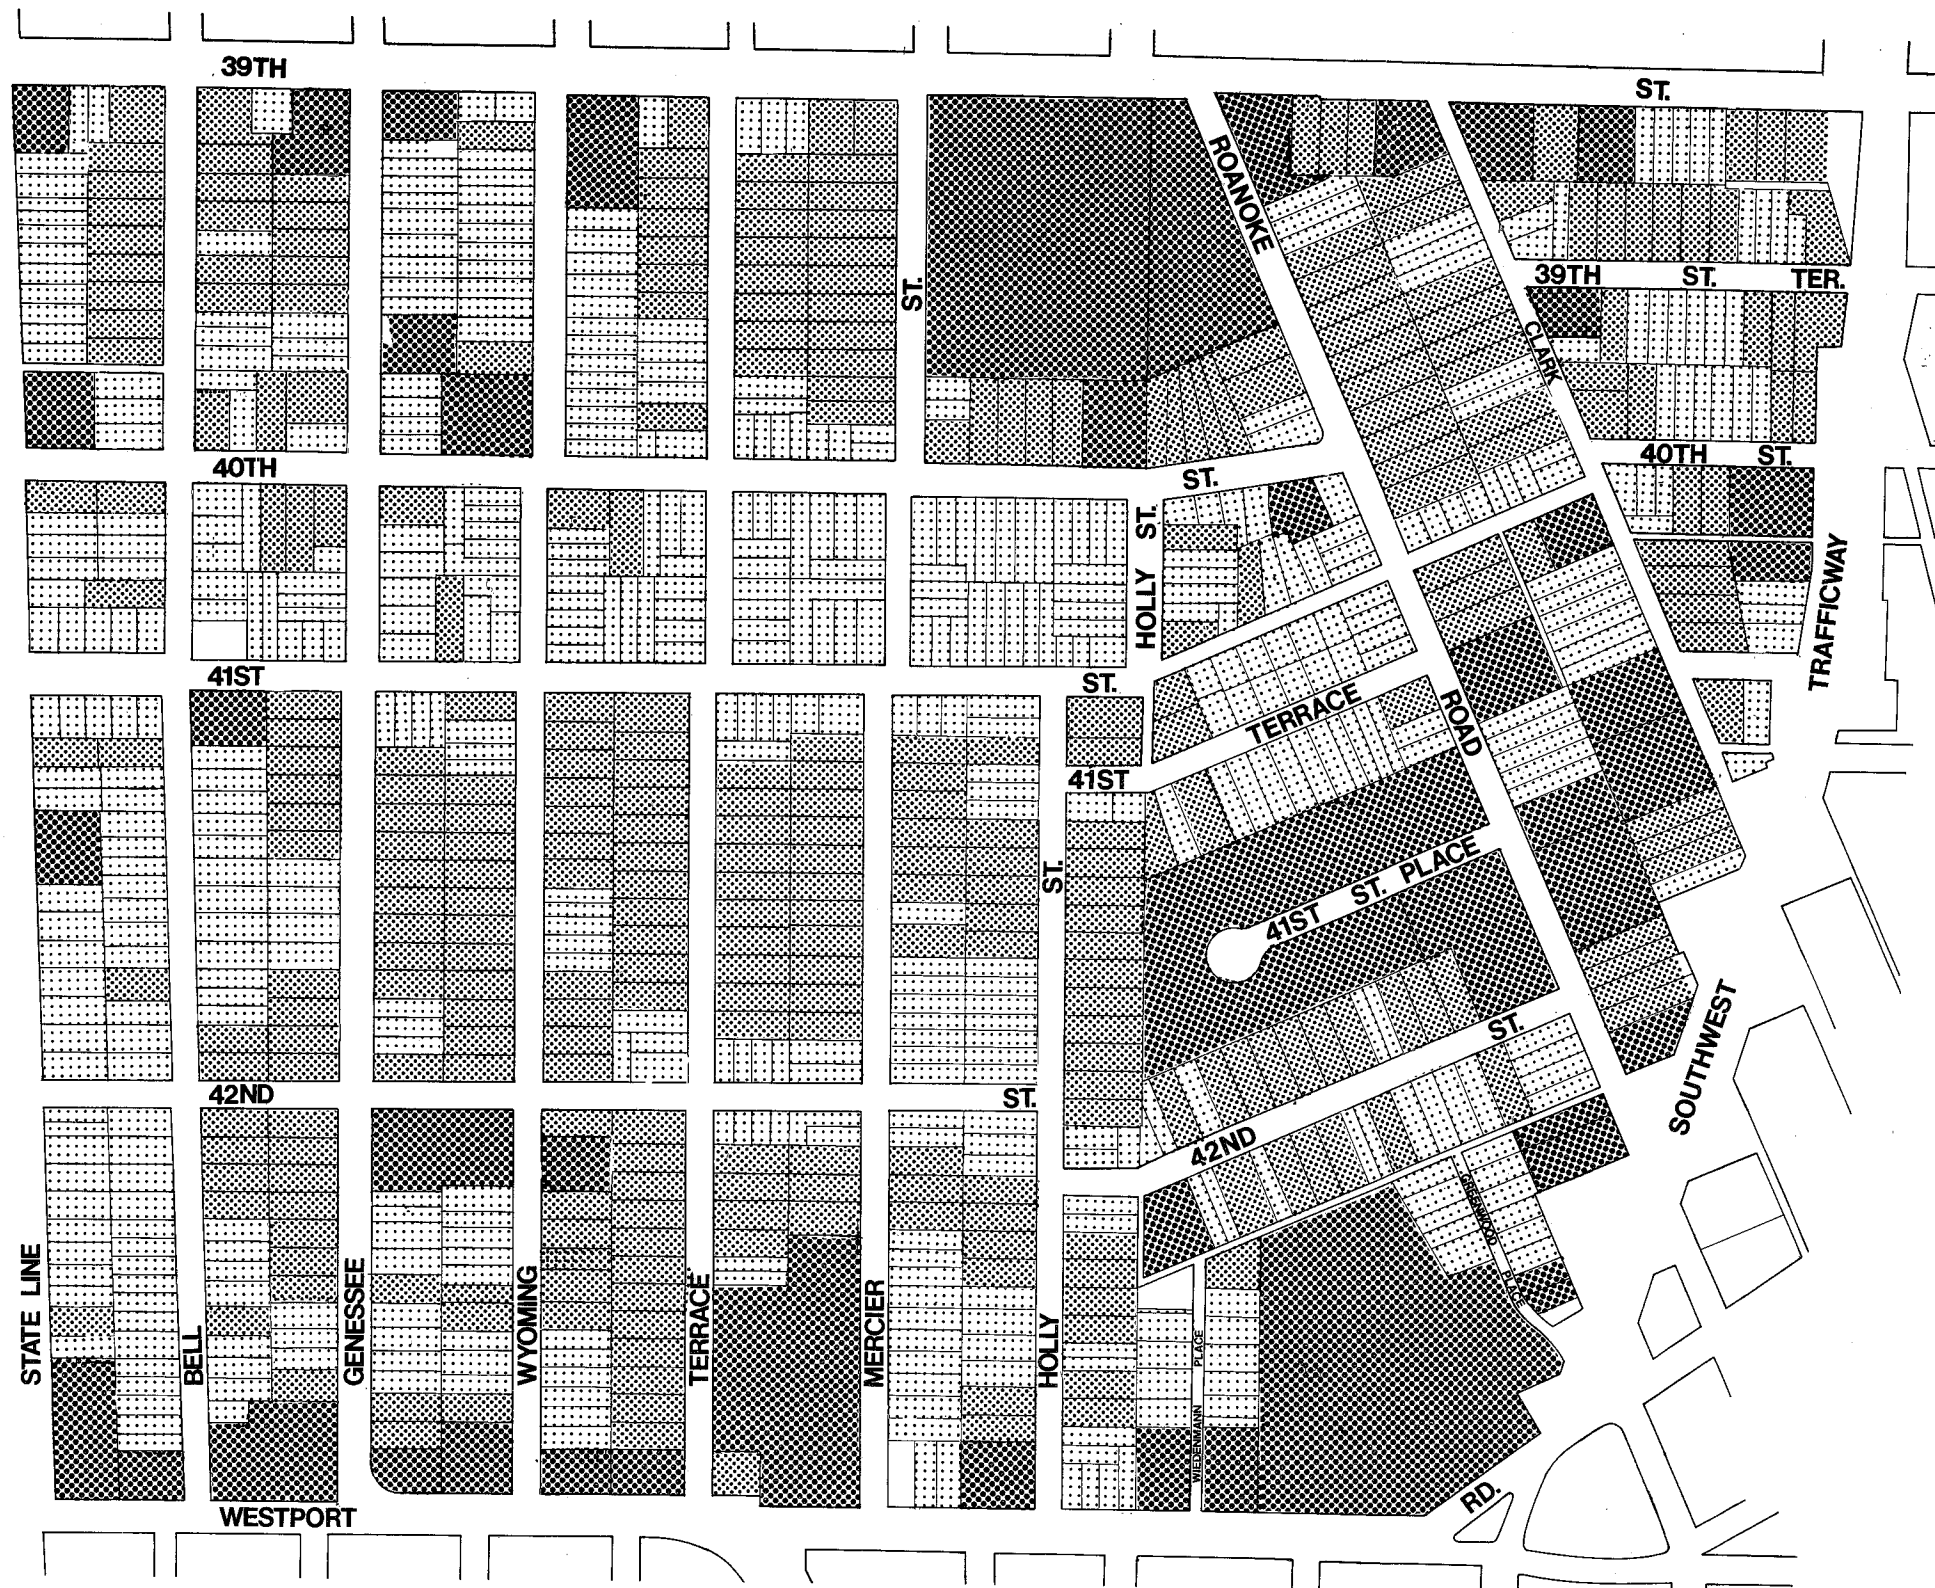 39TH
ST.
ROANOKE
ST.
39TH ST. TER.
CLARK
40TH
ST.
40TH ST.
HOLLY ST.
TRAFFICWAY
41ST
ST.
TERRACE
ROAD
41ST
ST.
41ST ST. PLACE
42ND
ST.
ST.
42ND
SOUTHWEST
GREENWOOD PLACE
STATE LINE
BELL
GENESSEE
WYOMING
TERRACE
MERCIER
HOLLY
WIEDENMANN PLACE
WESTPORT
RD.